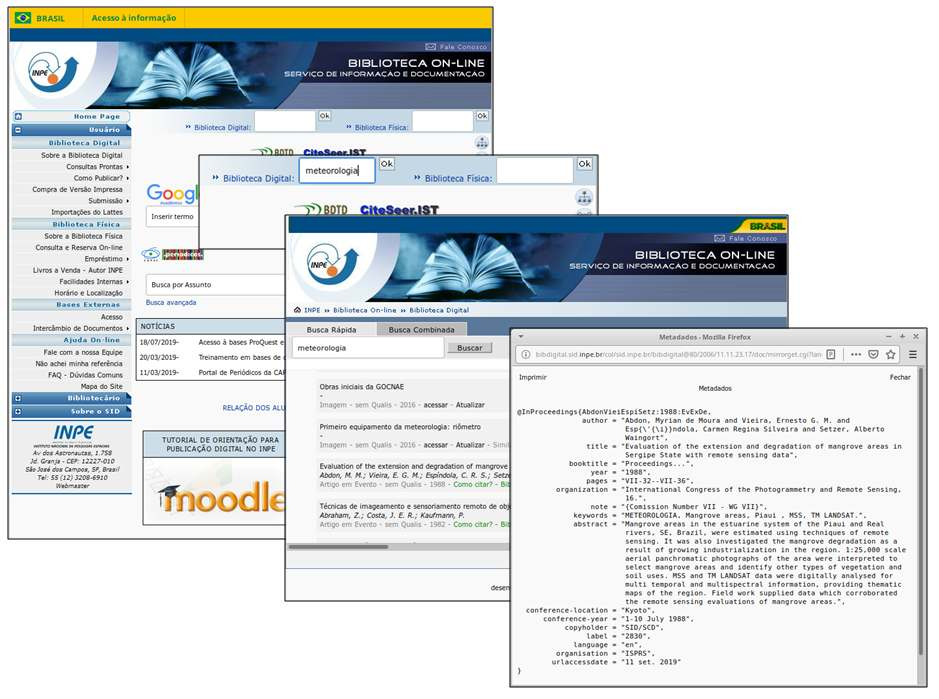 BRASIL
Acesso à informação
Fale Conosco
INPE
BIBLIOTECA ON-LINE
SERVIÇO DE INFORMAÇÃO E DOCUMENTAÇÃO
Home Page
Usuário
Biblioteca Digital
Sobre a Biblioteca Digital
Consultas Prontas
Como Publicar?
Compra de Versão Impressa
Submissão
Importações do Lattes
Biblioteca Física
Sobre a Biblioteca Física
Consulta e Reserva On-line
Empréstimo
Livros a Venda - Autor INPE
Facilidades Internas
Horário e Localização
Bases Externas
Acesso
Intercâmbio de Documentos
Ajuda On-line
Fale com a nossa Equipe
Não achei minha referência
FAQ - Dúvidas Comuns
Mapa do Site
Bibliotecário
Sobre o SID
INPE
INSTITUTO NACIONAL DE PESQUISAS ESPACIAIS
Av dos Astronautas, 1.758
Jd. Granja - CEP: 12227-010
São José dos Campos, SP, Brasil
Tel: 55 (12) 3208-6910
Webmaster
Biblioteca Digital: Ok
Biblioteca Física: Ok
BDTD CiteSeer.IST
Goog
Inserir termo
.periodicos.
Busca por Assunto
Busca avançada
NOTÍCIAS
18/07/2019- Acesso à bases ProQuest e
20/03/2019- Treinamento em bases de
11/03/2019- Portal de Periódicos da CAP
RELAÇÃO DOS ALU
TUTORIAL DE ORIENTAÇÃO PARA
PUBLICAÇÃO DIGITAL NO INPE
moodle
Biblioteca Digital: meteorologia Ok
Biblioteca Física: Ok
BDTD CiteSeer.IST
BRASIL
Fale Conosco
INPE
BIBLIOTECA ON-LINE
SERVIÇO DE INFORMAÇÃO E DOCUMENTAÇÃO
INPE Biblioteca On-line Biblioteca Digital
Busca Rápida Busca Combinada
meteorologia Buscar
Obras iniciais da GOCNAE
-
Imagem - sem Qualis - 2016 - acessar - Atualizar
Primeiro equipamento da meteorologia: riômetro
-
Imagem - sem Qualis - 2016 - acessar - Atualizar - Simil
Evaluation of the extension and degradation of mangrove
Abdon, M. M.; Vieira, E. G. M.; Espíndola, C. R. S.; Setze
Artigo em Evento - sem Qualis - 1988 - Como citar? - Bi
Técnicas de imageamento e sensoriamento remoto de obj
Abraham, Z.; Costa, J. E. R.; Kaufmann, P.
Artigo em Evento - sem Qualis - 1982 - Como citar? - Bi
desen
Metadados - Mozilla Firefox
bibdigital.sid.inpe.br/col/sid.inpe.br/bibdigital@80/2006/11.11.23.17/doc/mirrorget.cgi?lan
Imprimir Fechar
Metadados
@InProceedings{AbdonVieiEspiSetz:1988:EvExDe,
author = "Abdon, Myrian de Moura and Vieira, Ernesto G. M. and
Esp{\'{\i}}ndola, Carmen Regina Silveira and Setzer, Alberto
Waingort",
title = "Evaluation of the extension and degradation of mangrove areas in
Sergipe State with remote sensing data",
booktitle = "Proceedings...",
year = "1988",
pages = "VII-32--VII-36",
organization = "International Congress of the Photogrammetry and Remote Sensing,
16.",
note = "{Comission Number VII - WG VII}",
keywords = "METEOROLOGIA, Mangrove areas, Piaui , MSS, TM LANDSAT.",
abstract = "Mangrove areas in the estuarine system of the Piaui and Real
rivers, SE, Brazil, were estimated using techniques of remote
sensing. It was also investigated the mangrove degradation as a
result of growing industrialization in the region. 1:25,000 scale
aerial panchromatic photographs of the area were interpreted to
select mangrove areas and identify other types of vegetation and
soil uses. MSS and TM LANDSAT data were digitally analysed for
multi temporal and multispectral information, providing thematic
maps of the region. Field work supplied data which corroborated
the remote sensing evaluations of mangrove areas.",
conference-location = "Kyoto",
conference-year = "1-10 July 1988",
copyholder = "SID/SCD",
label = "2830",
language = "en",
organisation = "ISPRS",
urlaccessdate = "11 set. 2019"
}